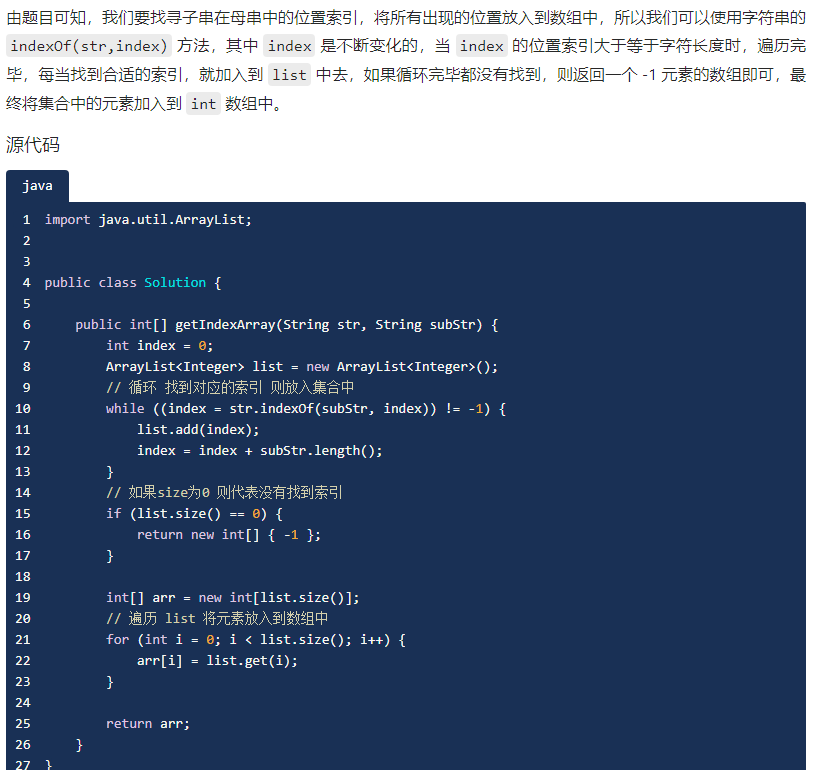 由题目可知，我们要找寻子串在母串中的位置索引，将所有出现的位置放入到数组中，所以我们可以使用字符串的
indexOf(str,index) 方法，其中 index 是不断变化的，当 index 的位置索引大于等于字符长度时，遍历完
毕，每当找到合适的索引，就加入到 list 中去，如果循环完毕都没有找到，则返回一个 -1 元素的数组即可，最
终将集合中的元素加入到 int 数组中。
源代码
java
1 import java.util.ArrayList;
2
3
4 public class Solution {
5
6     public int[] getIndexArray(String str, String subStr) {
7         int index = 0;
8         ArrayList<Integer> list = new ArrayList<Integer>();
9         // 循环 找到对应的索引 则放入集合中
10         while ((index = str.indexOf(subStr, index)) != -1) {
11             list.add(index);
12             index = index + subStr.length();
13         }
14         // 如果size为0 则代表没有找到索引
15         if (list.size() == 0) {
16             return new int[] { -1 };
17         }
18
19         int[] arr = new int[list.size()];
20         // 遍历 list 将元素放入到数组中
21         for (int i = 0; i < list.size(); i++) {
22             arr[i] = list.get(i);
23         }
24
25         return arr;
26     }
27 }